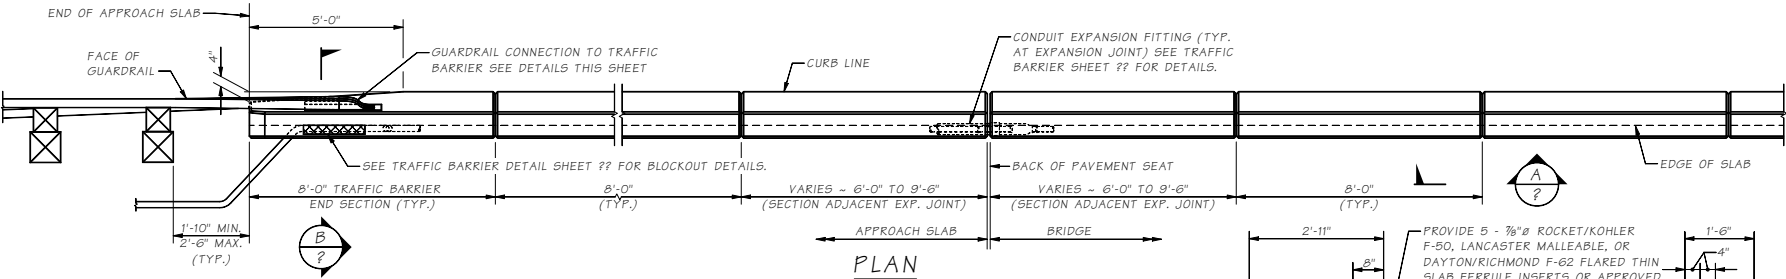 END OF APPROACH SLAB
5'-0"
FACE OF
GUARDRAIL
4"
GUARDRAIL CONNECTION TO TRAFFIC
BARRIER SEE DETAILS THIS SHEET
CURB LINE
CONDUIT EXPANSION FITTING (TYP.
AT EXPANSION JOINT) SEE TRAFFIC
BARRIER SHEET ?? FOR DETAILS.
SEE TRAFFIC BARRIER DETAIL SHEET ?? FOR BLOCKOUT DETAILS.
BACK OF PAVEMENT SEAT
EDGE OF SLAB
8'-0" TRAFFIC BARRIER
END SECTION (TYP.)
8'-0"
(TYP.)
VARIES ~ 6'-0" TO 9'-6"
(SECTION ADJACENT EXP. JOINT)
VARIES ~ 6'-0" TO 9'-6"
(SECTION ADJACENT EXP. JOINT)
8'-0"
(TYP.)
A
?
1'-10" MIN.
2'-6" MAX.
(TYP.)
B
?
APPROACH SLAB
BRIDGE
PLAN
2'-11"
8"
PROVIDE 5 - ⅞"ø ROCKET/KOHLER
F-50, LANCASTER MALLEABLE, OR
DAYTON/RICHMOND F-62 FLARED THIN
SLAB FERRULE INSERTS OR APPROVED
1'-6"
4"